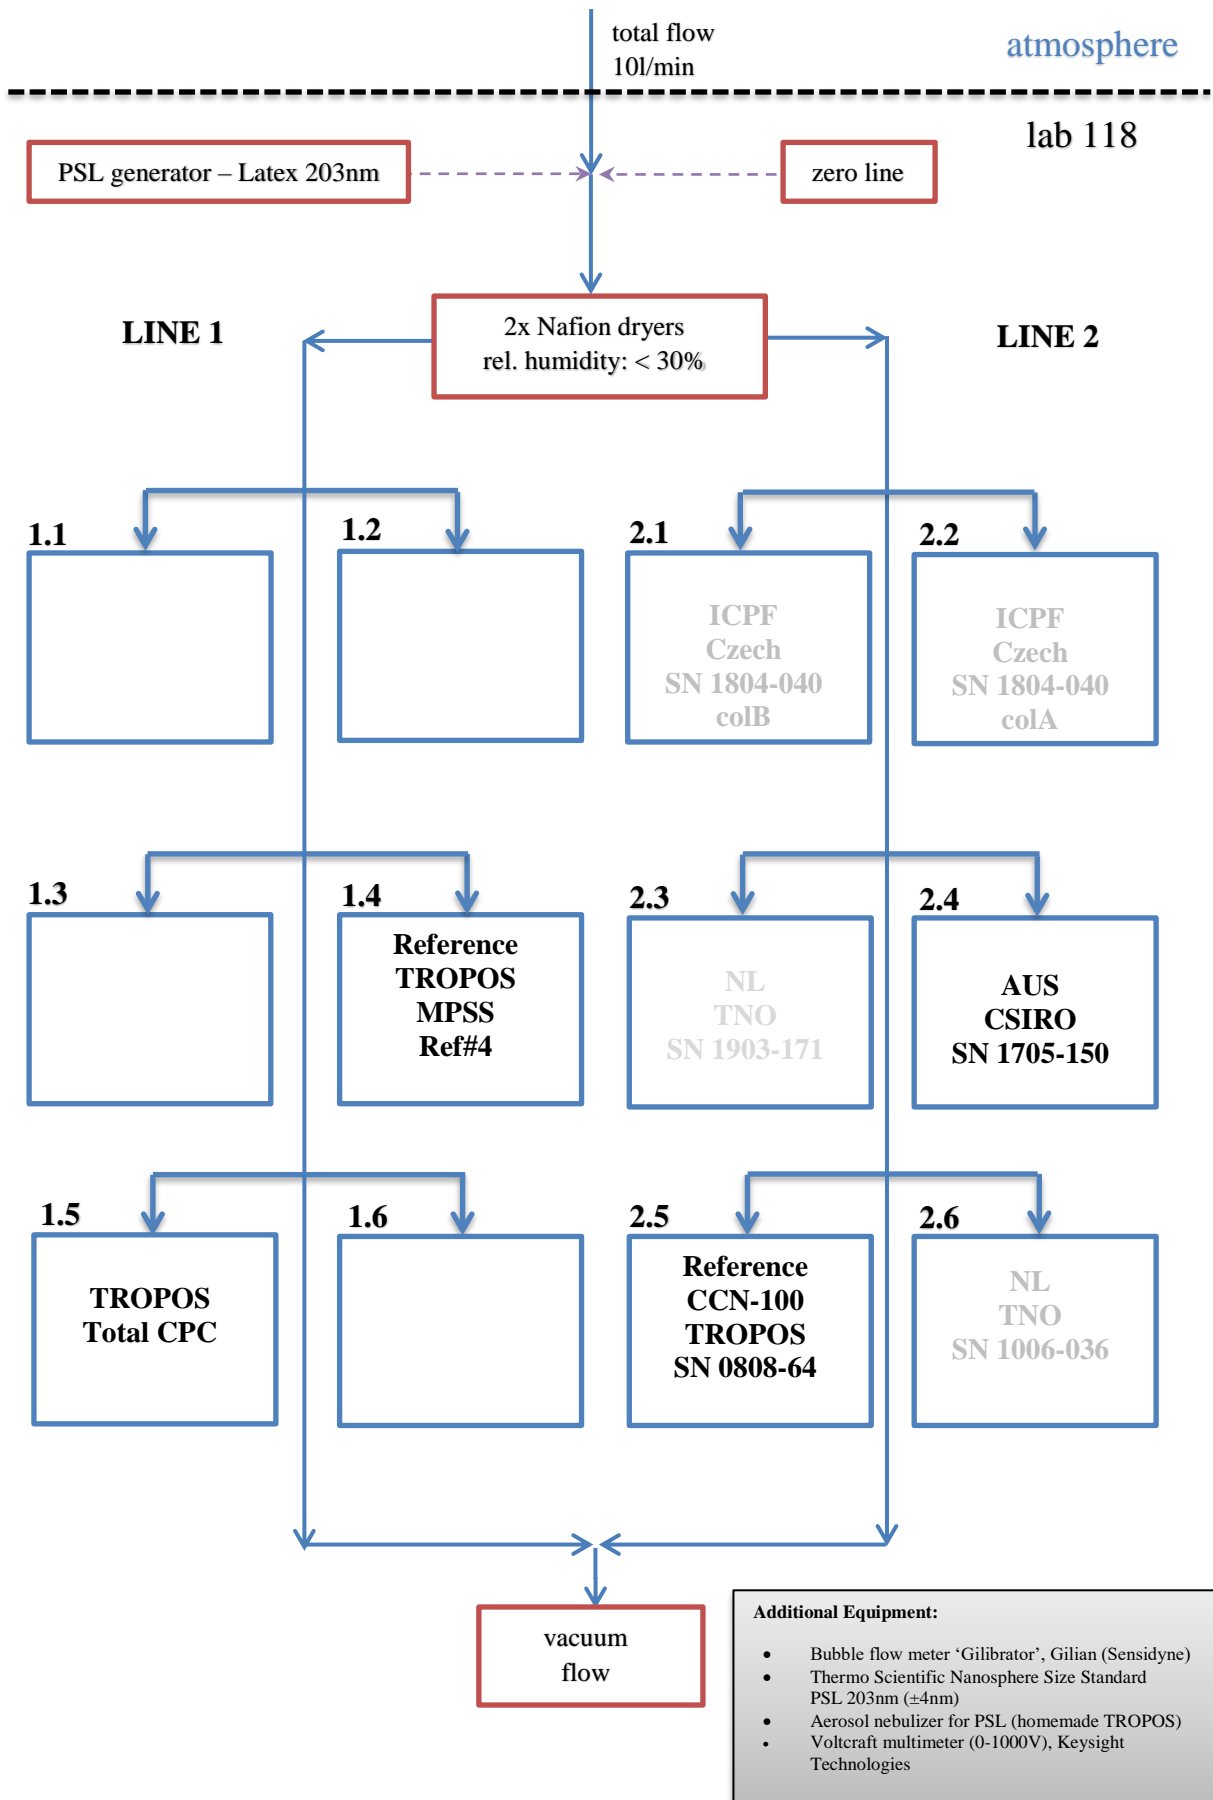 total flow
10l/min
atmosphere
lab 118
PSL generator – Latex 203nm
zero line
LINE 1
2x Nafion dryers
rel. humidity: < 30%
LINE 2
1.1
1.2
2.1
ICPF
Czech
SN 1804-040
colB
2.2
ICPF
Czech
SN 1804-040
colA
1.3
1.4
Reference
TROPOS
MPSS
Ref#4
2.3
NL
TNO
SN 1903-171
2.4
AUS
CSIRO
SN 1705-150
1.5
TROPOS
Total CPC
1.6
2.5
Reference
CCN-100
TROPOS
SN 0808-64
2.6
NL
TNO
SN 1006-036
vacuum
flow
Additional Equipment:
• Bubble flow meter ‘Gilibrator’, Gilian (Sensidyne)
• Thermo Scientific Nanosphere Size Standard
PSL 203nm (±4nm)
• Aerosol nebulizer for PSL (homemade TROPOS)
• Voltcraft multimeter (0-1000V), Keysight
Technologies